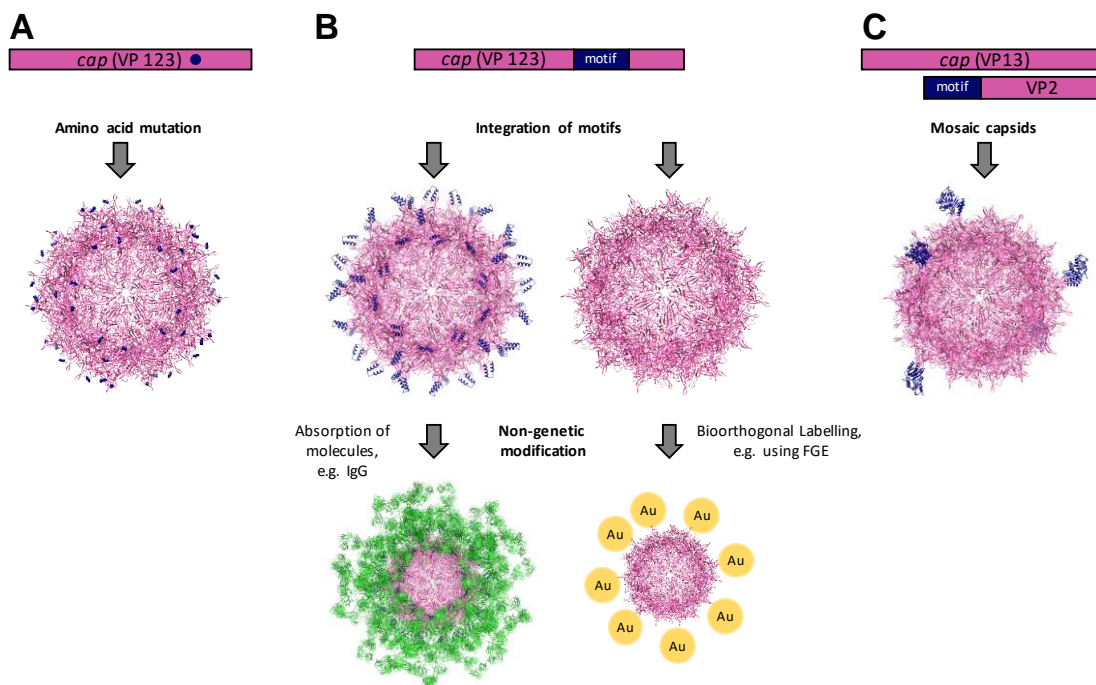 A
B
C
cap (VP 123)
cap (VP 123)
motif
cap (VP13)
motif
VP2
Amino acid mutation
Integration of motifs
Mosaic capsids
Absorption of
molecules,
e.g. IgG
Non-genetic
modification
Bioorthogonal Labelling,
e.g. using FGE
Au
Au
Au
Au
Au
Au
Au
Au
Au